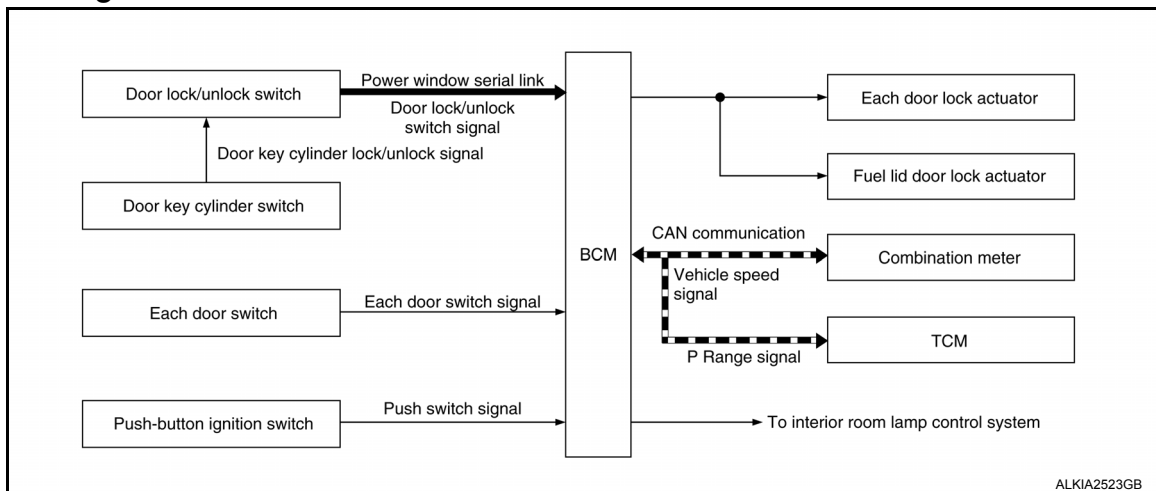 Door lock/unlock switch
Power window serial link
Door lock/unlock
switch signal
Door key cylinder lock/unlock signal
Door key cylinder switch
Each door switch
Each door switch signal
Push-button ignition switch
Push switch signal
BCM
Each door lock actuator
Fuel lid door lock actuator
CAN communication
Combination meter
Vehicle speed
signal
TCM
P Range signal
To interior room lamp control system
ALKIA2523GB